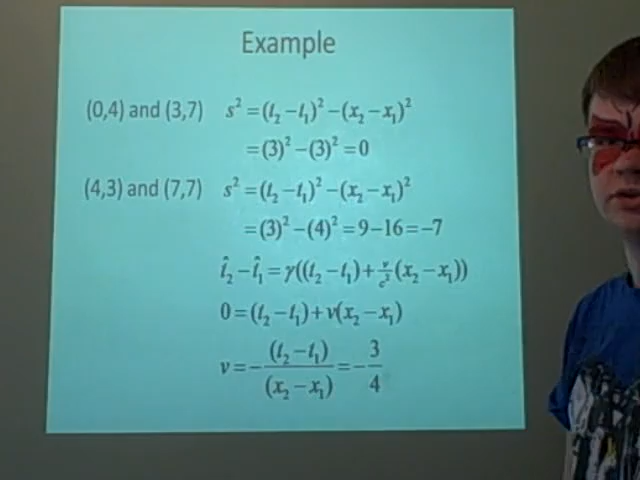 Example
(0,4) and (3,7) s² = (t₂ − t₁)² − (x₂ − x₁)²
= (3)² − (3)² = 0
(4,3) and (7,7) s² = (t₂ − t₁)² − (x₂ − x₁)²
= (3)² − (4)² = 9 − 16 = −7
t̂₂ − t̂₁ = γ((t₂ − t₁) + v/c² (x₂ − x₁))
0 = (t₂ − t₁) + v(x₂ − x₁)
v = − (t₂ − t₁)/(x₂ − x₁) = − 3/4